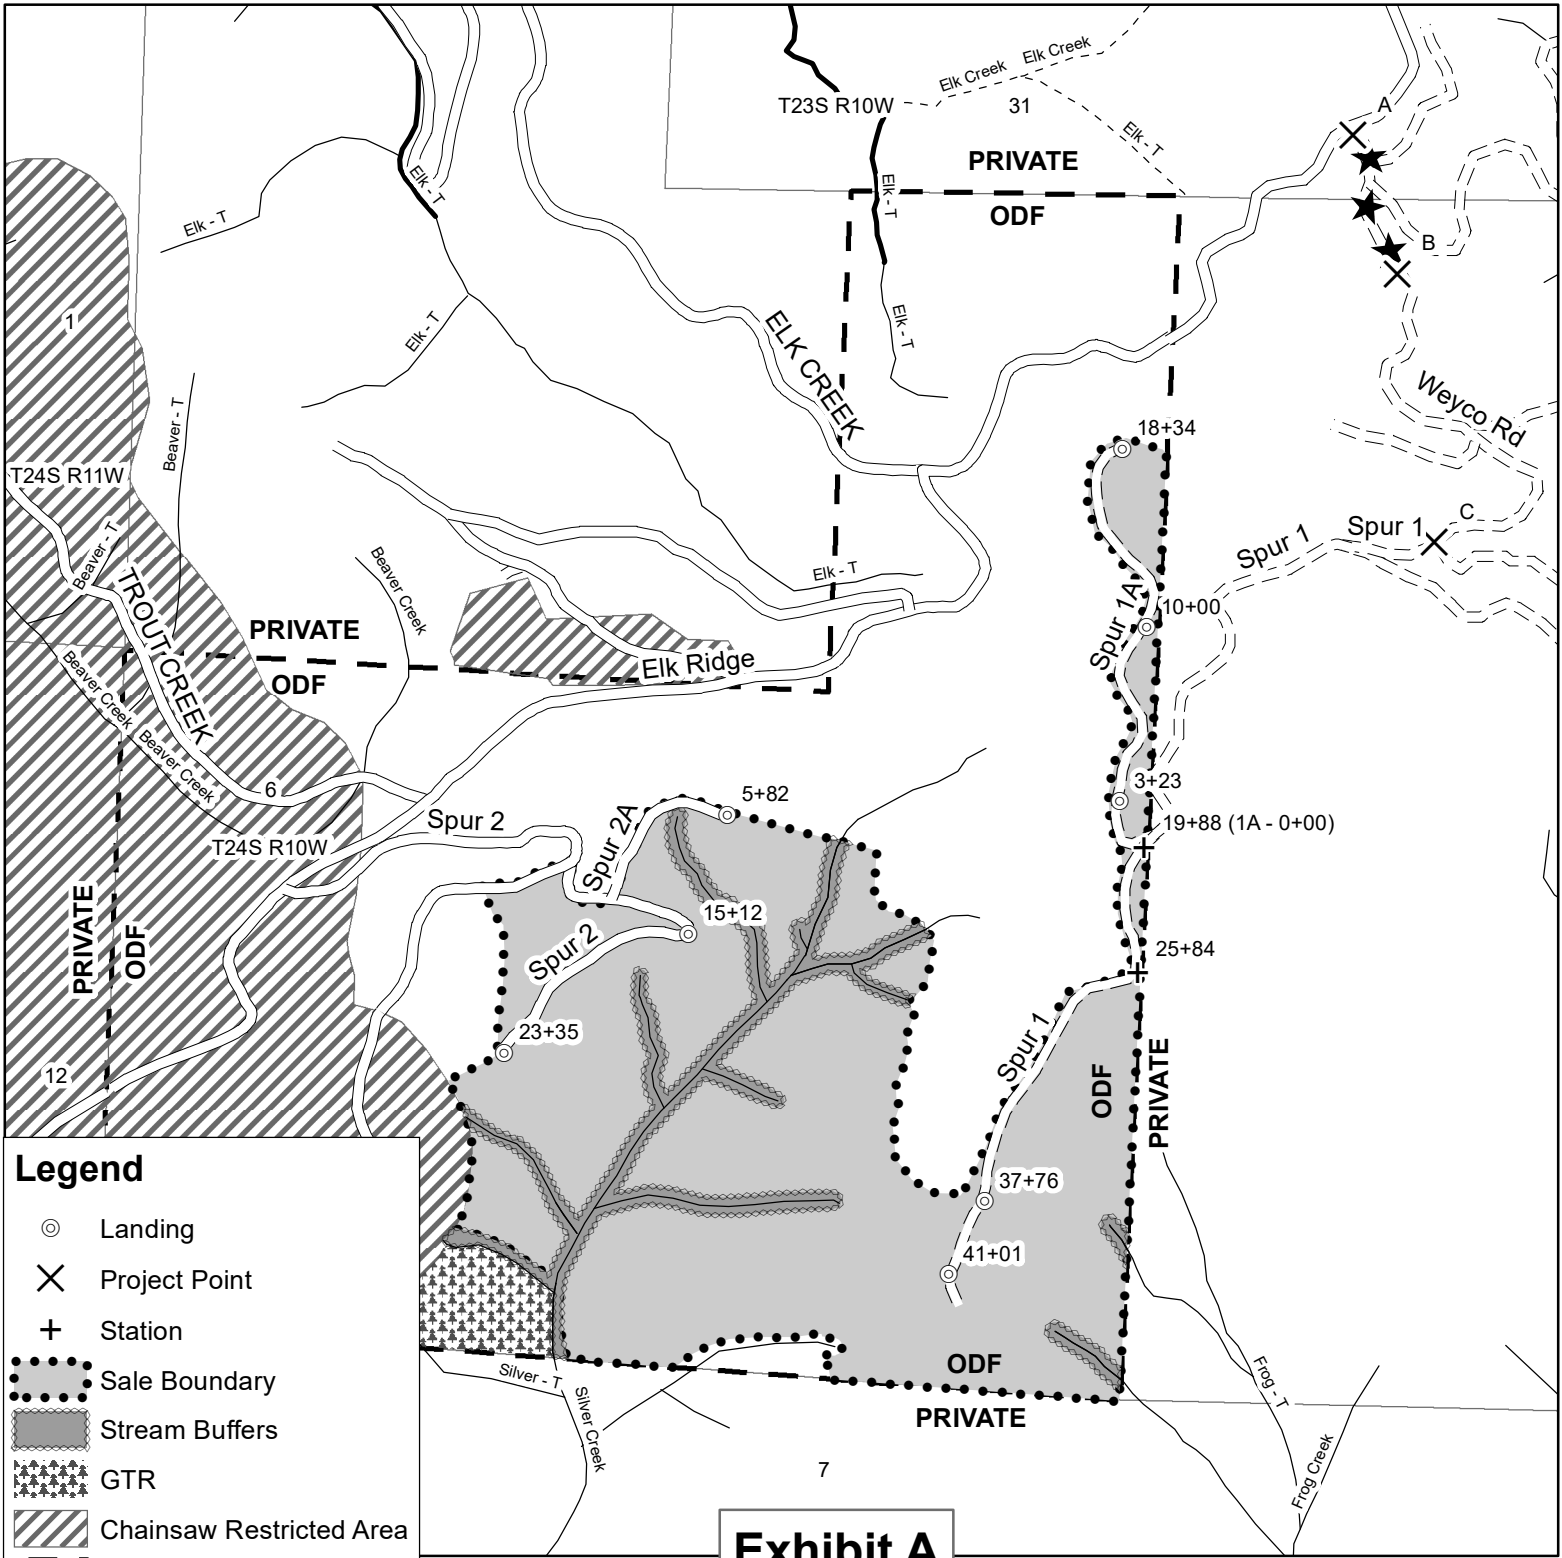 Elk Creek
Elk Creek
A
T23S R10W
31
Elk - T
PRIVATE
Elk - T
Elk - T
Elk - T
ODF
B
1
Elk - T
Elk - T
ELK CREEK
Weyco Rd
Beaver - T
18+34
T24S R11W
C
Spur 1
Spur 1
Beaver - T
Beaver Creek
Elk - T
TROUT CREEK
10+00
Spur 1A
PRIVATE
Elk Ridge
ODF
Beaver Creek
Beaver Creek
6
3+23
5+82
Spur 2
Spur 2A
19+88 (1A - 0+00)
T24S R10W
15+12
PRIVATE
ODF
Spur 2
25+84
23+35
Spur 1
12
ODF
PRIVATE
Legend
37+76
Landing
41+01
Project Point
Station
Sale Boundary
ODF
Silver - T
Frog - T
Stream Buffers
Silver Creek
PRIVATE
GTR
7
Frog Creek
Chainsaw Restricted Area
Exhibit A